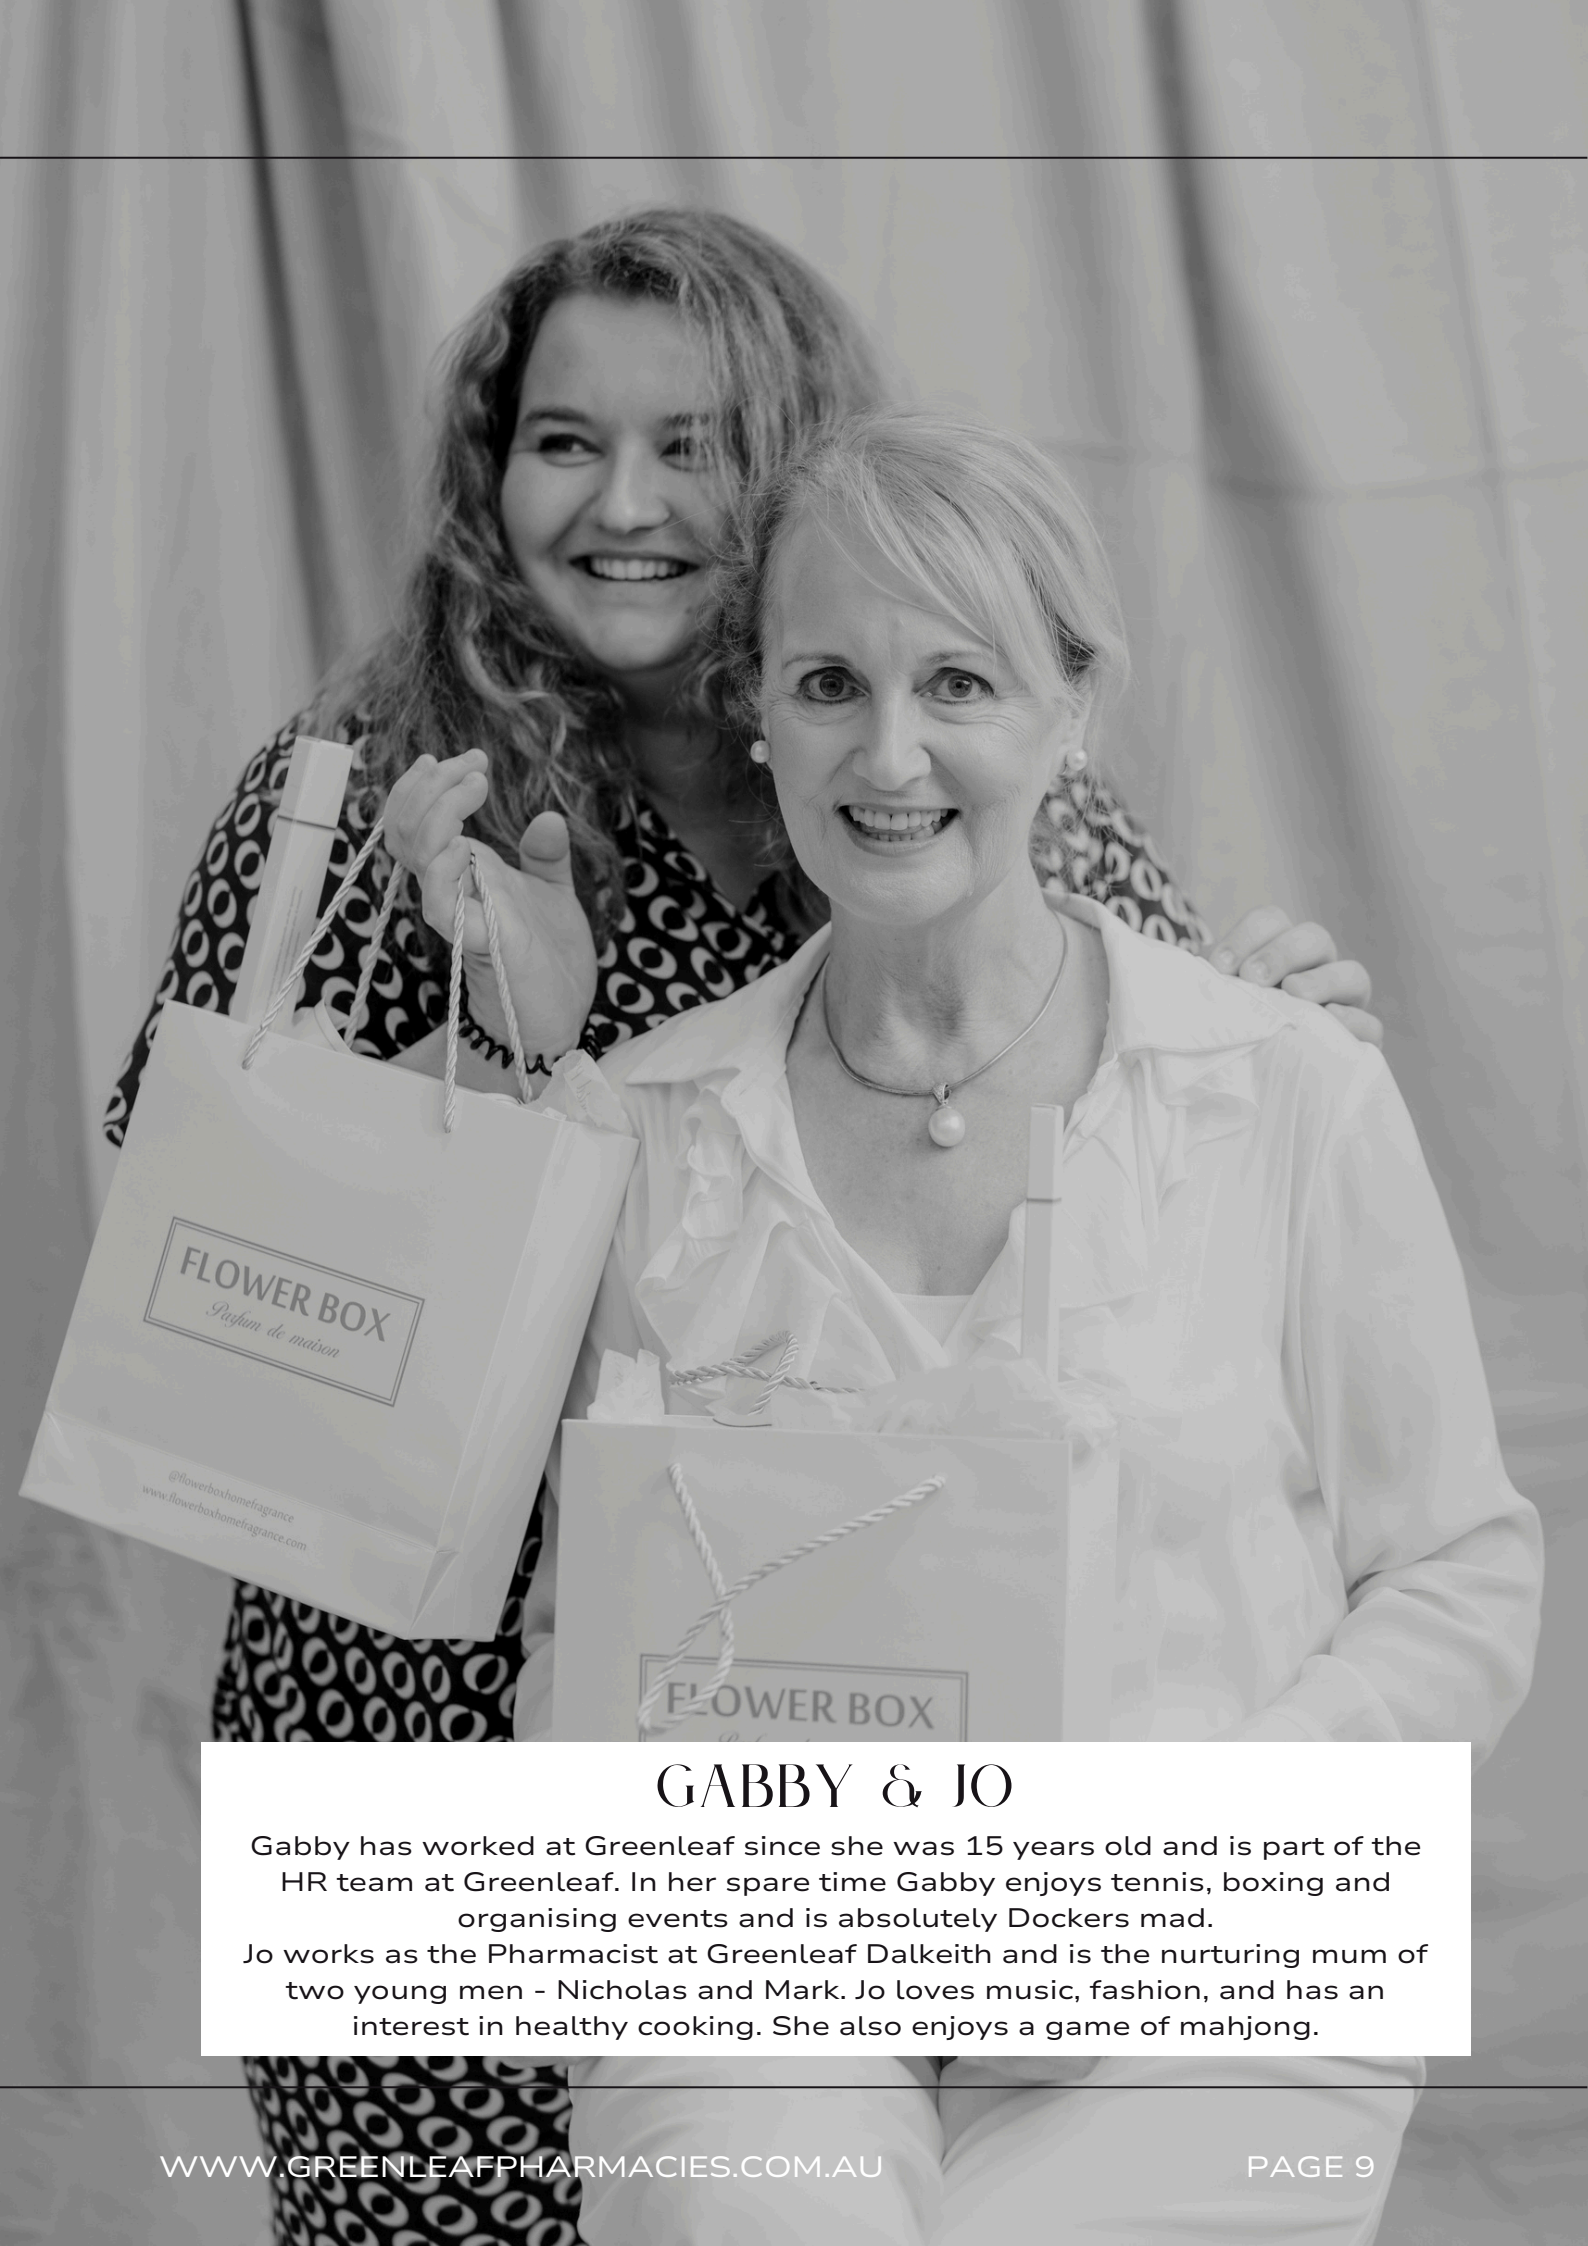 FLOWER BOX
Parfum de maison
@flowerboxhomefragrance
www.flowerboxhomefragrance.com
FLOWER BOX
GABBY & JO
Gabby has worked at Greenleaf since she was 15 years old and is part of the
HR team at Greenleaf. In her spare time Gabby enjoys tennis, boxing and
organising events and is absolutely Dockers mad.
Jo works as the Pharmacist at Greenleaf Dalkeith and is the nurturing mum of
two young men - Nicholas and Mark. Jo loves music, fashion, and has an
interest in healthy cooking. She also enjoys a game of mahjong.
WWW.GREENLEAFPHARMACIES.COM.AU
PAGE 9